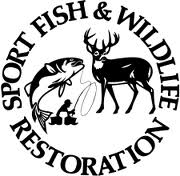 SPORT FISH & WILDLIFE
RESTORATION